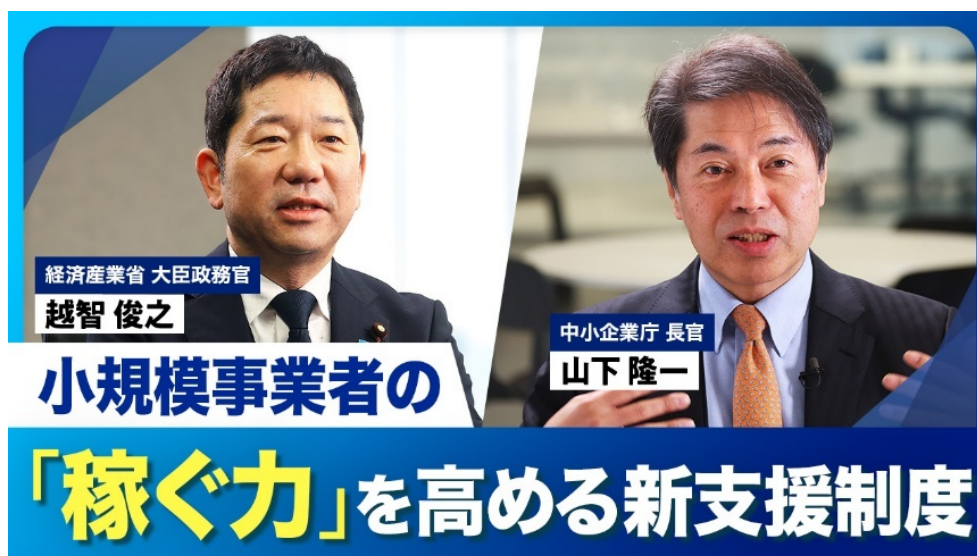 経済産業省 大臣政務官
越智 俊之
中小企業庁 長官
山下 隆一
小規模事業者の
「稼ぐ力」を高める新支援制度